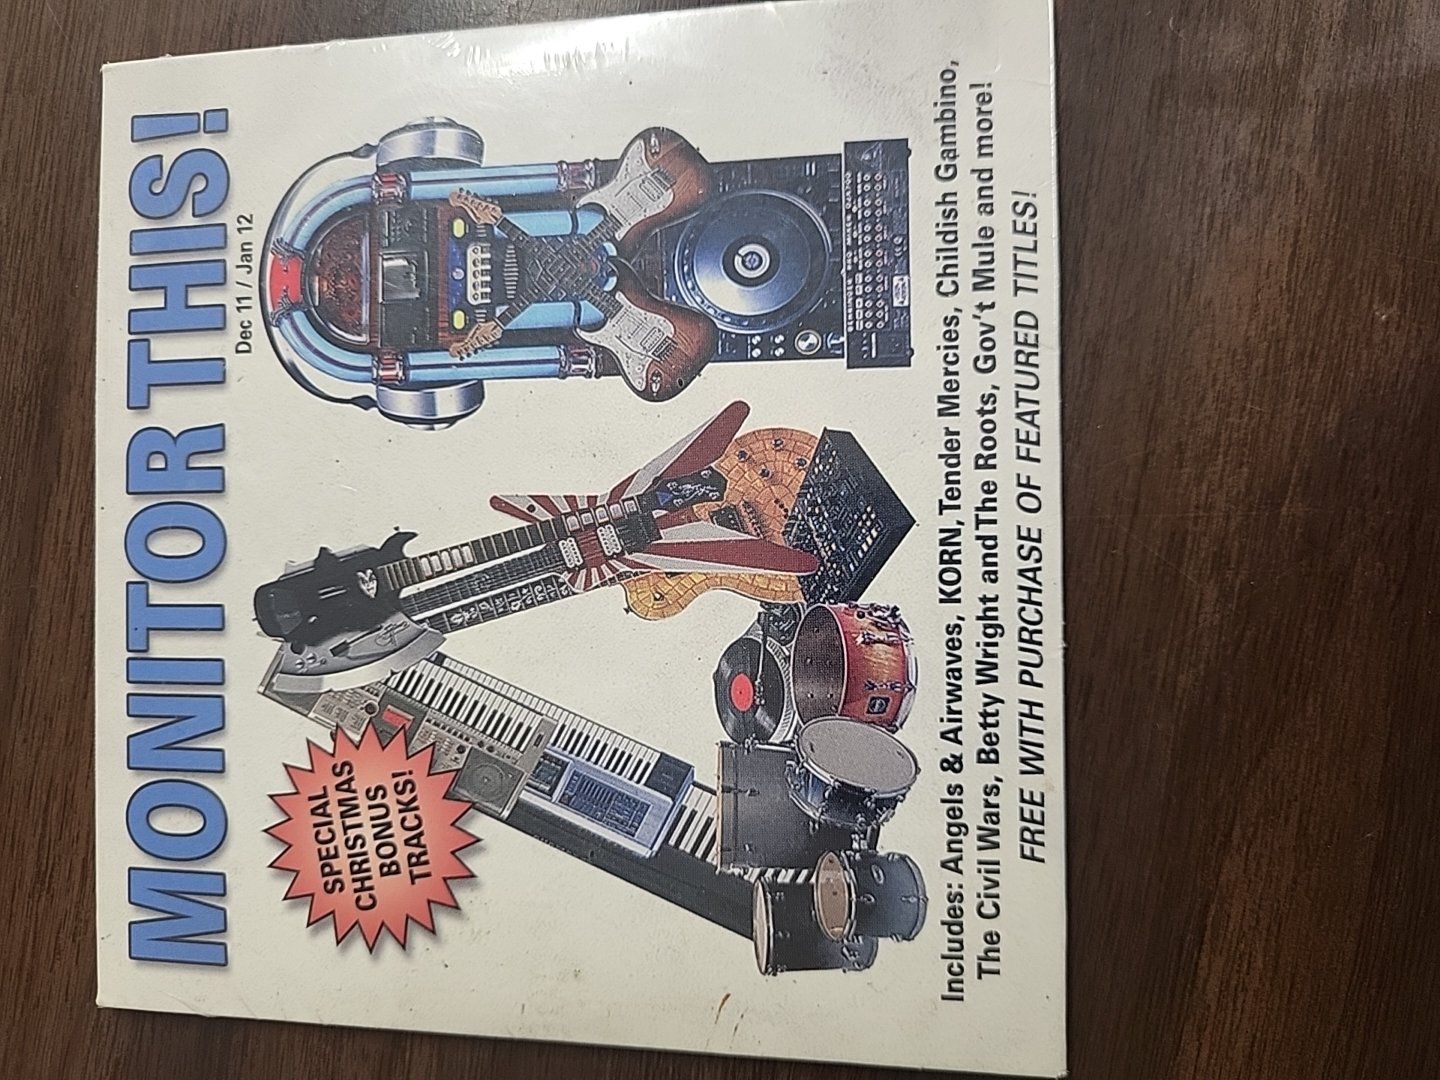 MONITOR THIS!
Dec 11 / Jan 12
SPECIAL
CHRISTMAS
BONUS
TRACKS!
Includes: Angels & Airwaves, KORN, Tender Mercies, Childish Gambino,
The Civil Wars, Betty Wright and The Roots, Gov't Mule and more!
FREE WITH PURCHASE OF FEATURED TITLES!